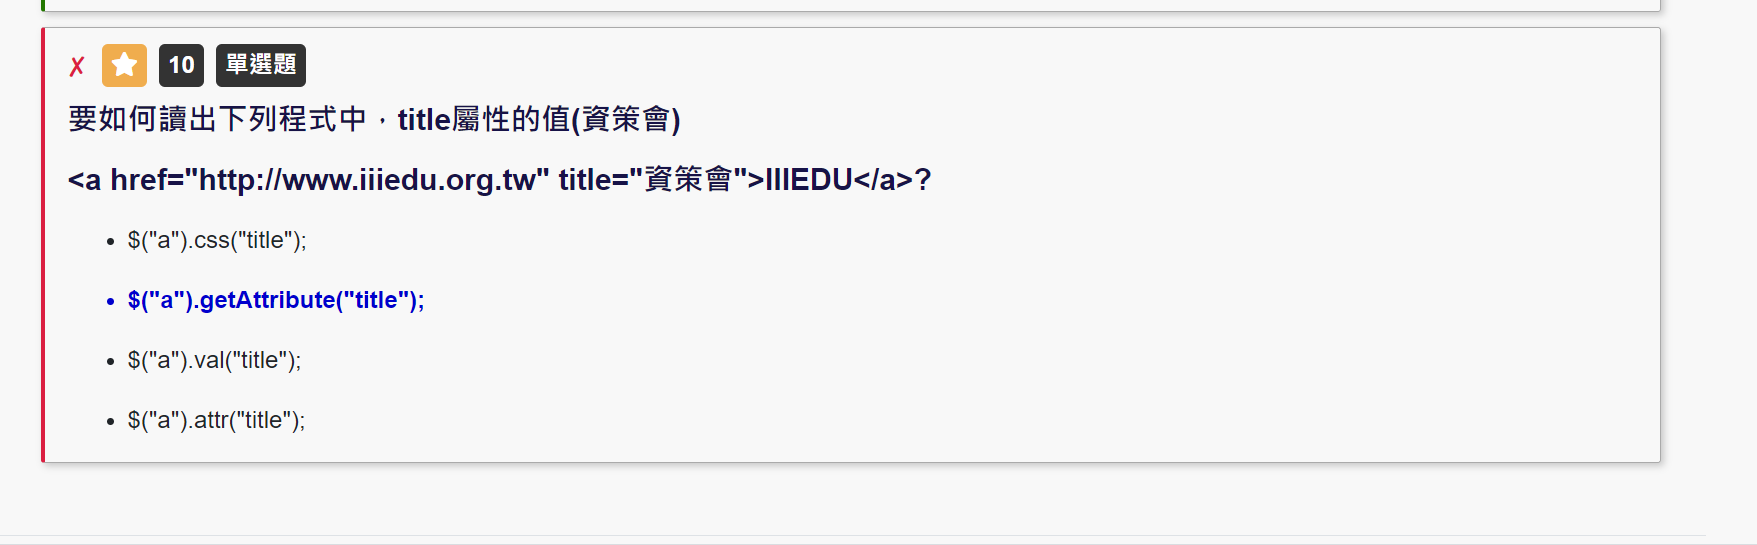 ✗ ★ 10 單選題
要如何讀出下列程式中，title屬性的值(資策會)
<a href="http://www.iiiedu.org.tw" title="資策會">IIIEDU</a>?
• $("a").css("title");
• $("a").getAttribute("title");
• $("a").val("title");
• $("a").attr("title");